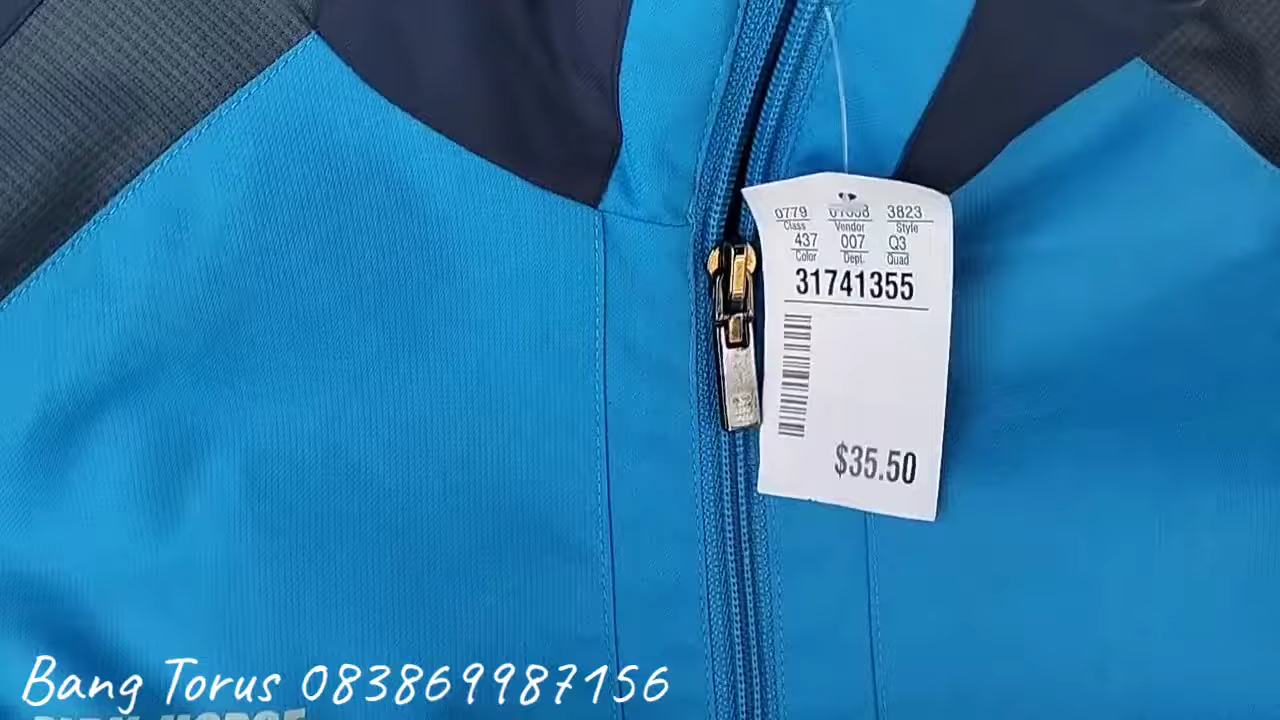 0779 3823
Class Vendor Style
437 007 Q3
Color Dept. Quad
31741355
$35.50
Bang Torus 083869987156